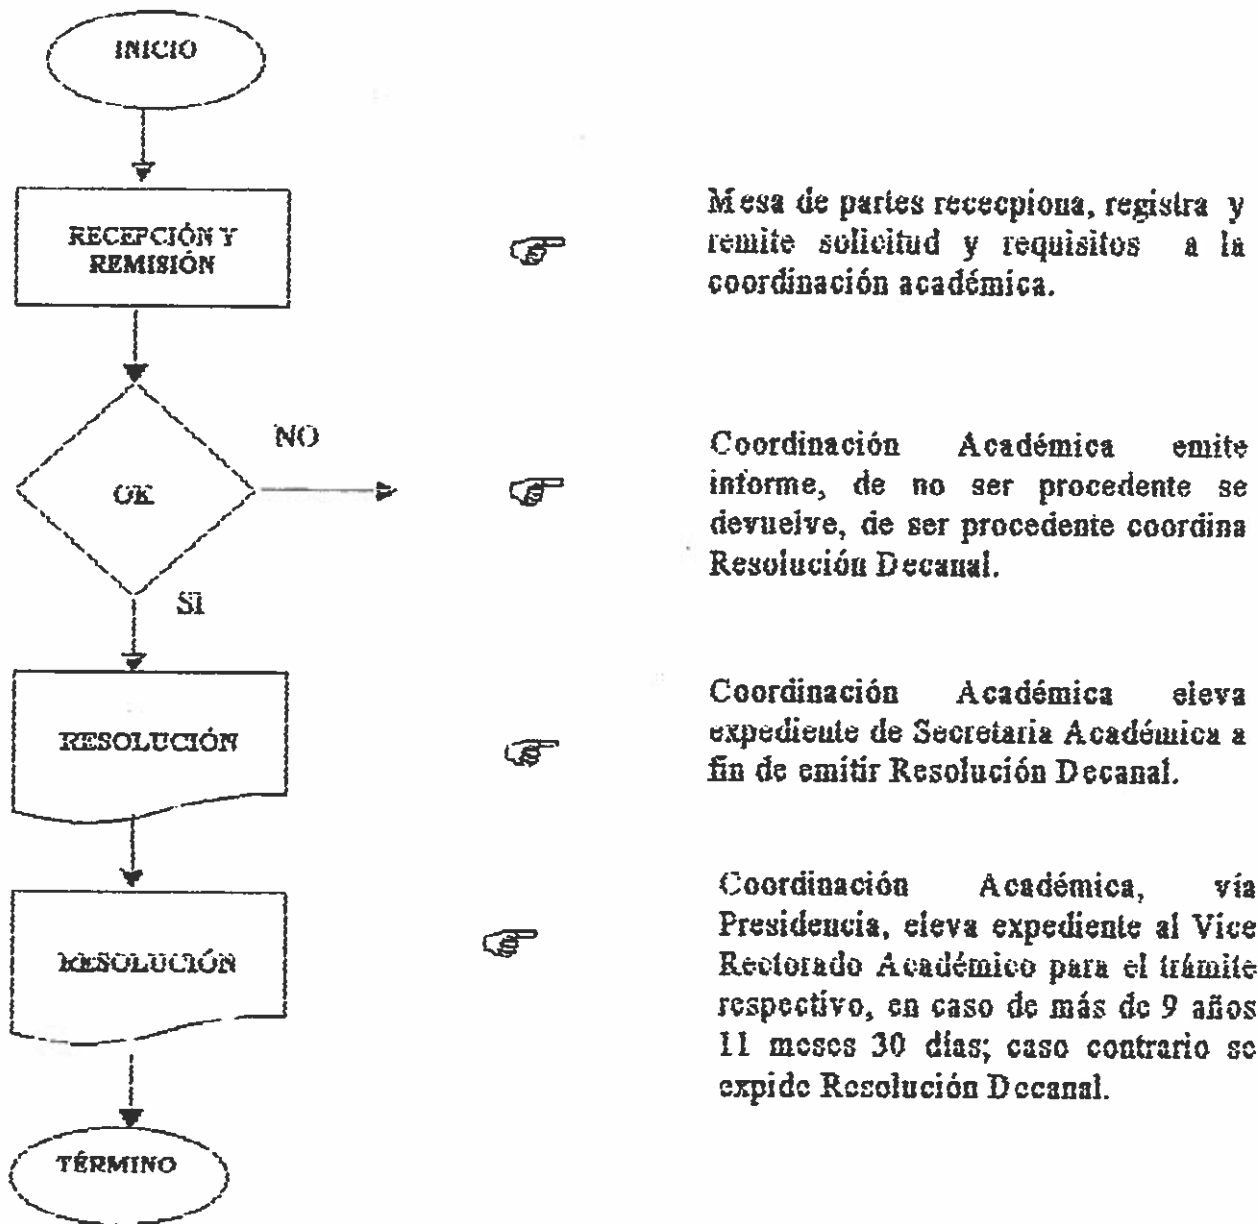 INICIO
RECEPCIÓN Y
REMISIÓN
Mesa de partes rececpiona, registra y
remite solicitud y requisitos a la
coordinación académica.
OK
NO
SI
Coordinación Académica emite
informe, de no ser procedente se
devuelve, de ser procedente coordina
Resolución Decanal.
RESOLUCIÓN
Coordinación Académica eleva
expediente de Secretaria Académica a
fin de emitir Resolución Decanal.
RESOLUCIÓN
Coordinación Académica, vía
Presidencia, eleva expediente al Vice
Rectorado Académico para el trámite
respectivo, en caso de más de 9 años
11 meses 30 días; caso contrario se
expide Resolución Decanal.
TÉRMINO